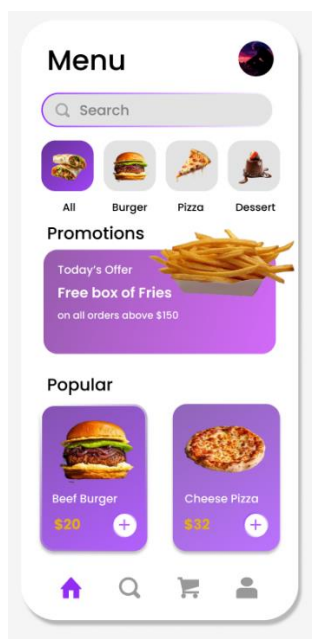 Menu
Search
All Burger Pizza Dessert
Promotions
Today's Offer
Free box of Fries
on all orders above $150
Popular
Beef Burger Cheese Pizza
$20 + $32 +